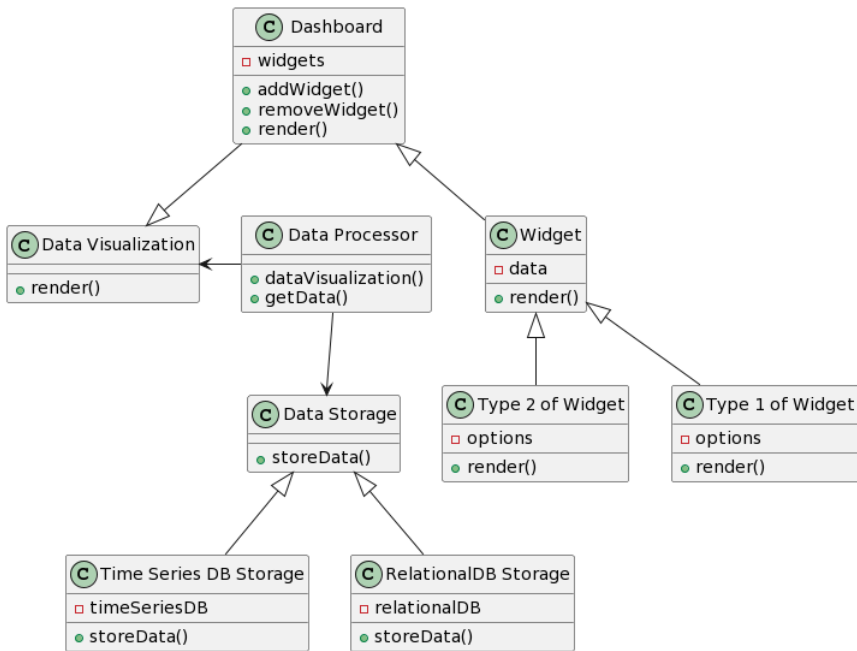 C Dashboard
widgets
addWidget()
removeWidget()
render()
C Data Visualization
render()
C Data Processor
dataVisualization()
getData()
C Widget
data
render()
C Data Storage
storeData()
C Type 2 of Widget
options
render()
C Type 1 of Widget
options
render()
C Time Series DB Storage
timeSeriesDB
storeData()
C RelationalDB Storage
relationalDB
storeData()